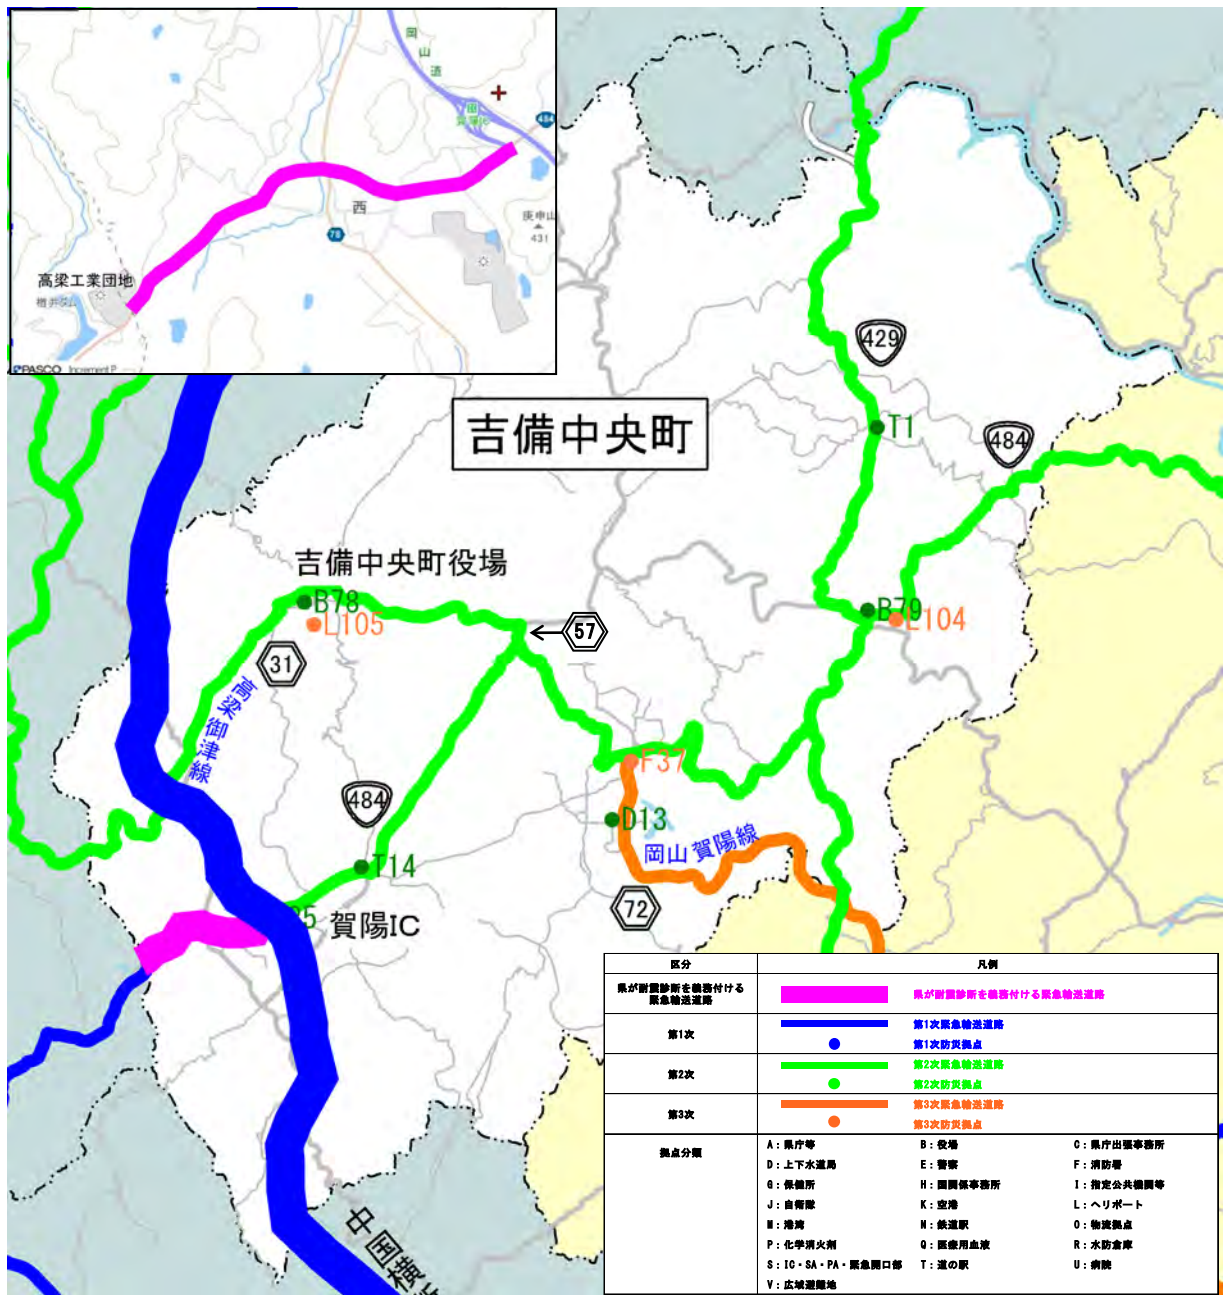 岡
山
道
484
西
78
庚申山
431
高梁工業団地
PASCO Increment P
429
吉備中央町
T1
484
吉備中央町役場
B78
L105
57
B79
L104
31
高梁御津線
F37
484
D13
岡山賀陽線
T14
72
賀陽IC
中国横
区分 凡例
県が耐震診断を義務付ける
緊急輸送道路
県が耐震診断を義務付ける緊急輸送道路
第1次
第1次緊急輸送道路
第1次防災拠点
第2次
第2次緊急輸送道路
第2次防災拠点
第3次
第3次緊急輸送道路
第3次防災拠点
拠点分類
A：県庁等 B：役場 C：県庁出張事務所
D：上下水道局 E：警察 F：消防署
G：保健所 H：国関係事務所 I：指定公共機関等
J：自衛隊 K：空港 L：ヘリポート
M：港湾 N：鉄道駅 O：物流拠点
P：化学消火剤 Q：医療用血液 R：水防倉庫
S：IC・SA・PA・緊急開口部 T：道の駅 U：病院
V：広域避難地